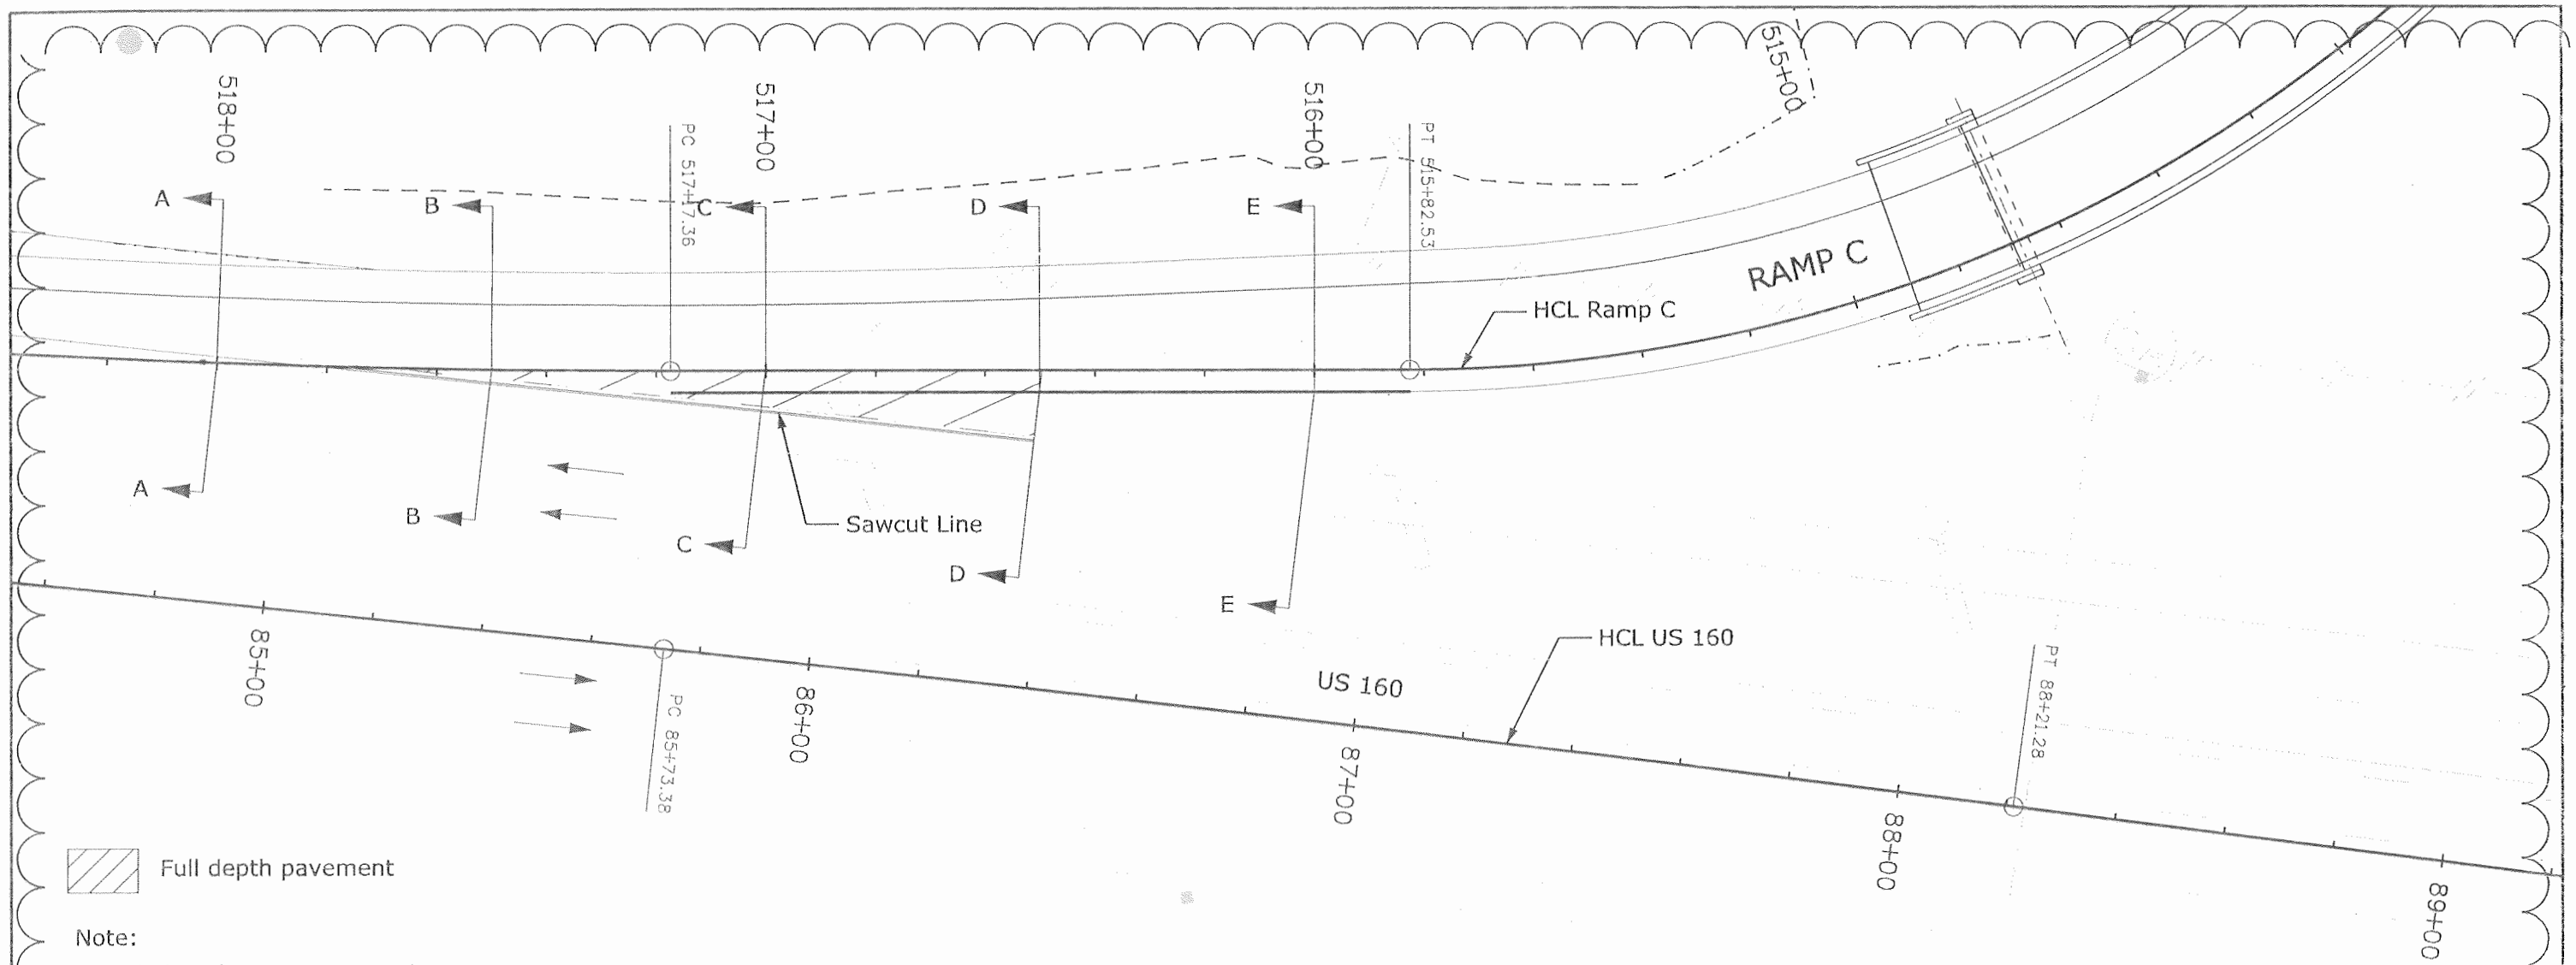 518+00
PC 517+17.36
517+00
516+00
PT 515+82.53
515+00
A
B
C
D
E
RAMP C
HCL Ramp C
A
B
C
D
E
Sawcut Line
HCL US 160
US 160
85+00
PC 85+73.38
86+00
87+00
PT 88+21.28
88+00
89+00
Full depth pavement
Note: